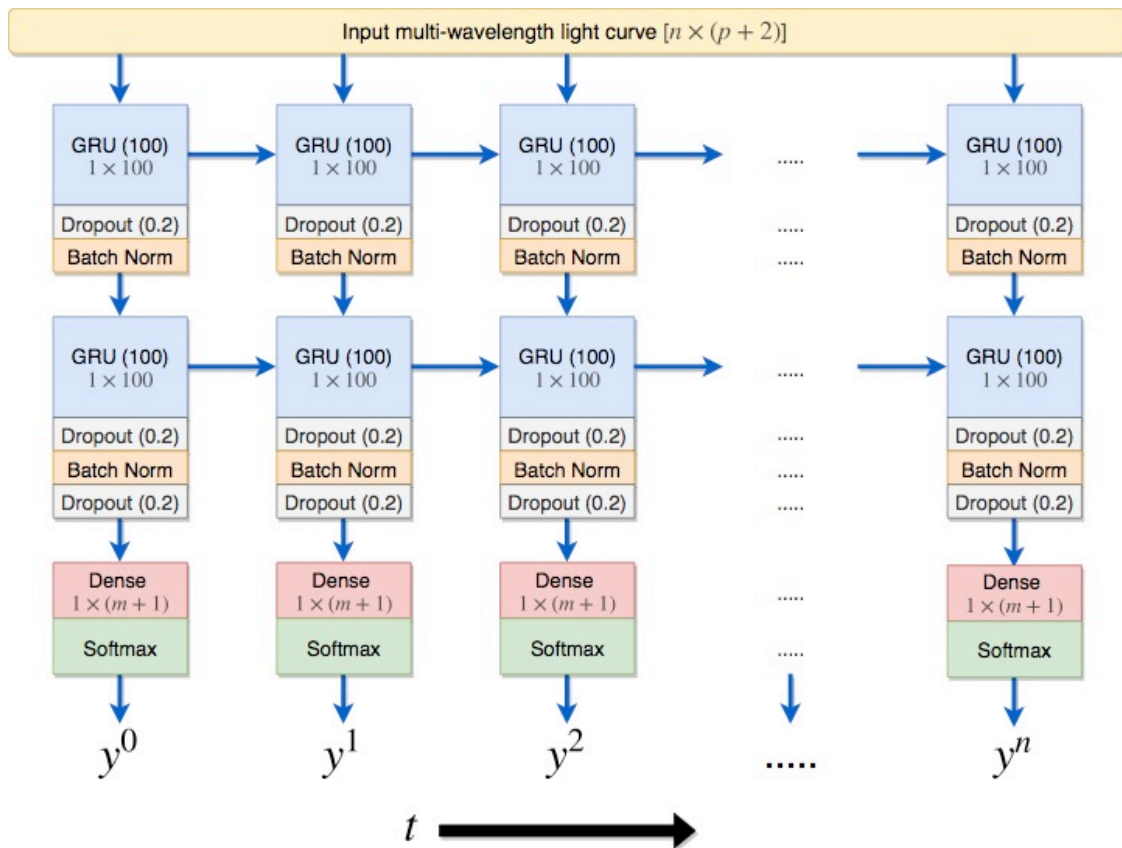 Input multi-wavelength light curve [n × (p + 2)]
GRU (100) GRU (100) GRU (100) GRU (100)
1 × 100 1 × 100 1 × 100 ..... 1 × 100
Dropout (0.2) Dropout (0.2) Dropout (0.2) ..... Dropout (0.2)
Batch Norm Batch Norm Batch Norm ..... Batch Norm
GRU (100) GRU (100) GRU (100) GRU (100)
1 × 100 1 × 100 1 × 100 ..... 1 × 100
Dropout (0.2) Dropout (0.2) Dropout (0.2) ..... Dropout (0.2)
Batch Norm Batch Norm Batch Norm ..... Batch Norm
Dropout (0.2) Dropout (0.2) Dropout (0.2) ..... Dropout (0.2)
Dense Dense Dense Dense
1 × (m + 1) 1 × (m + 1) 1 × (m + 1) ..... 1 × (m + 1)
Softmax Softmax Softmax ..... Softmax
y⁰ y¹ y² ..... yⁿ
t